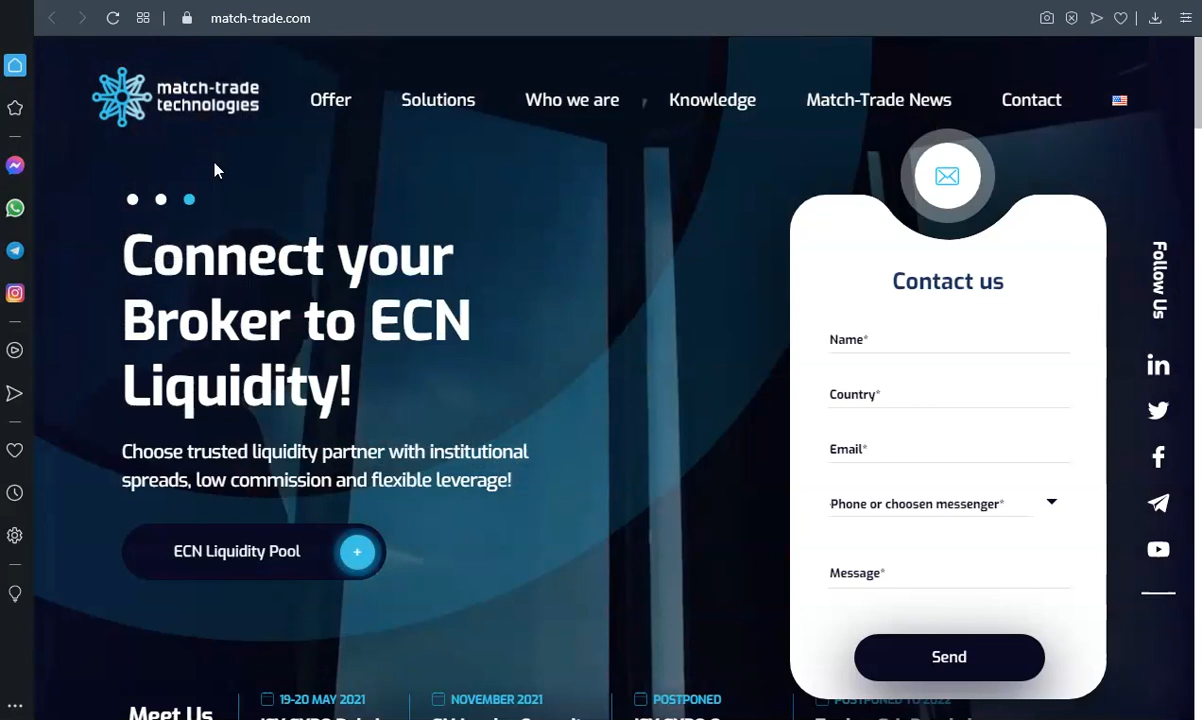 match-trade.com
match-trade
technologies
Offer
Solutions
Who we are
Knowledge
Match-Trade News
Contact
Connect your
Broker to ECN
Liquidity!
Choose trusted liquidity partner with institutional
spreads, low commission and flexible leverage!
ECN Liquidity Pool
+
Contact us
Name*
Country*
Email*
Phone or choosen messenger*
Message*
Send
Follow Us
Meet Us
19-20 MAY 2021
NOVEMBER 2021
POSTPONED
POSTPONED TO 2022